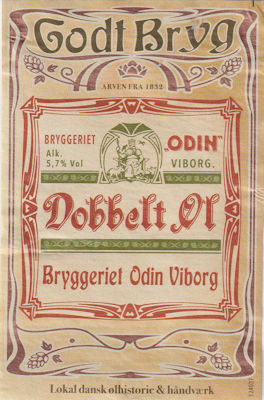 Godt Bryg
ARVEN FRA 1832
BRYGGERIET "ODIN"
Alk.
5,7% Vol VIBORG.
Dobbelt Øl
Bryggeriet Odin Viborg
Lokal dansk ølhistorie & håndværk